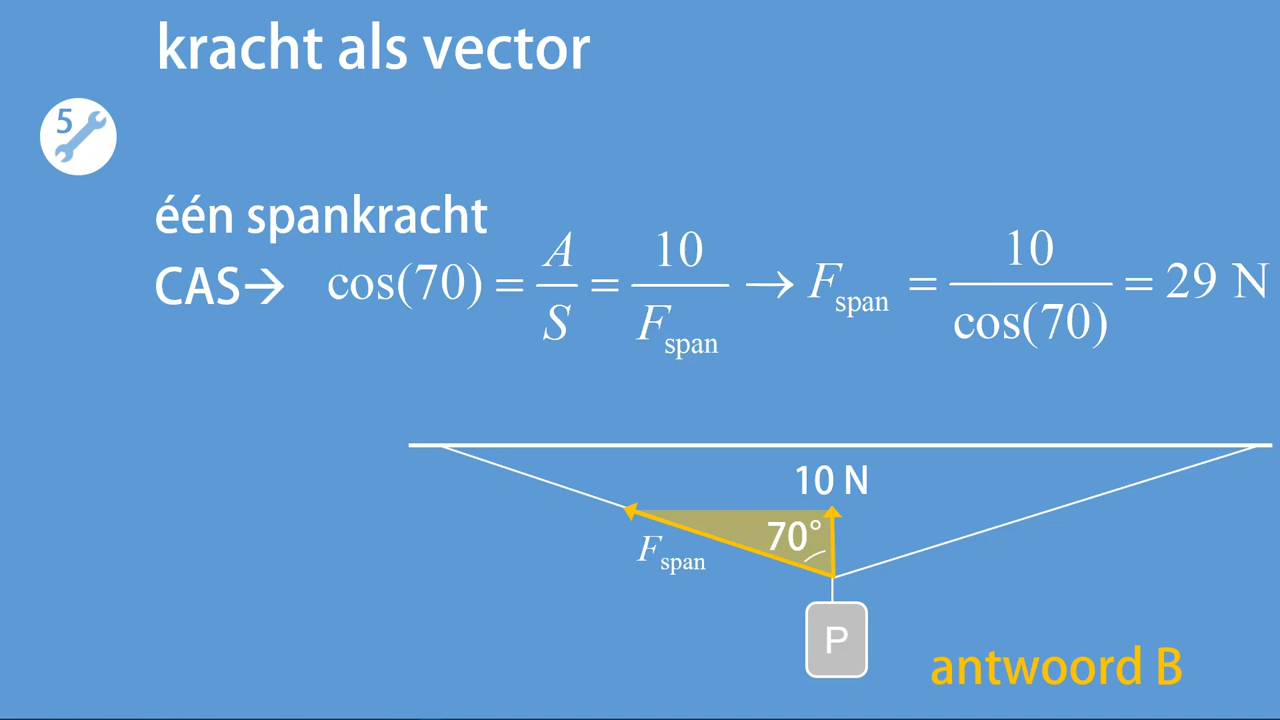 kracht als vector
5
één spankracht
CAS→ cos(70) = A/S = 10/F_span → F_span = 10/cos(70) = 29 N
10 N
70°
F_span
P
antwoord B